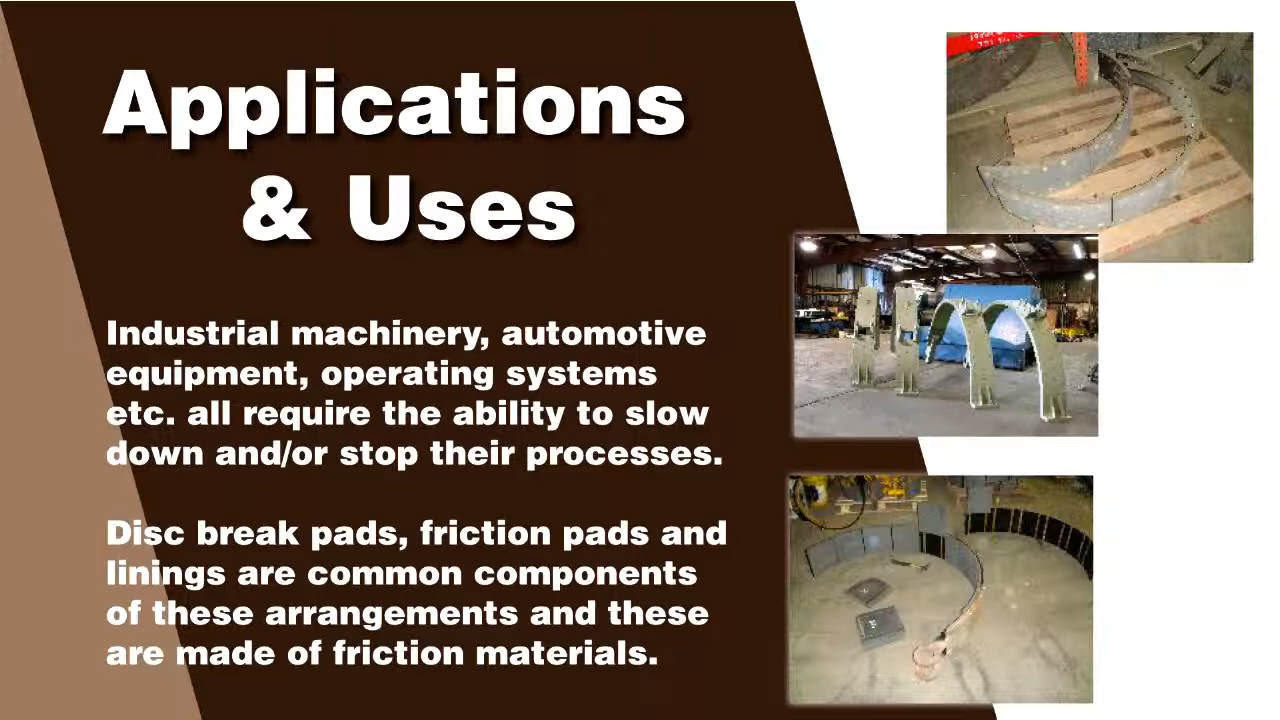 Applications
& Uses
Industrial machinery, automotive
equipment, operating systems
etc. all require the ability to slow
down and/or stop their processes.
Disc break pads, friction pads and
linings are common components
of these arrangements and these
are made of friction materials.